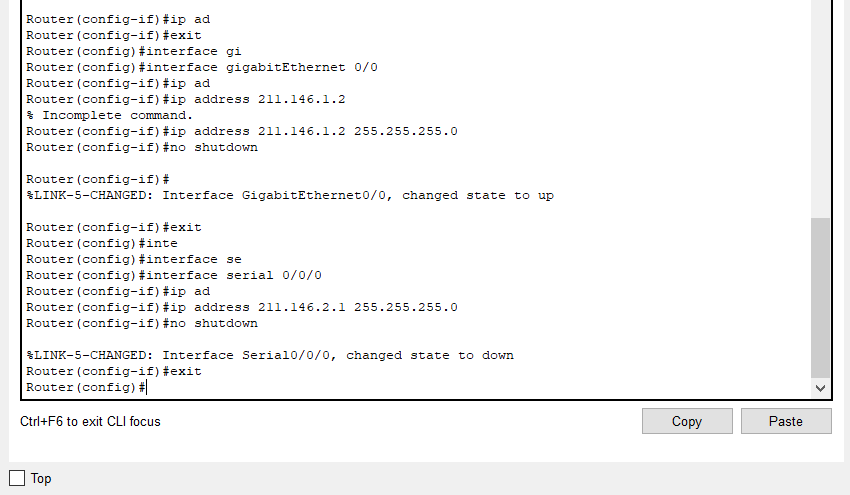 Router(config-if)#ip ad
Router(config-if)#exit
Router(config)#interface gi
Router(config)#interface gigabitEthernet 0/0
Router(config-if)#ip ad
Router(config-if)#ip address 211.146.1.2
% Incomplete command.
Router(config-if)#ip address 211.146.1.2 255.255.255.0
Router(config-if)#no shutdown
Router(config-if)#
%LINK-5-CHANGED: Interface GigabitEthernet0/0, changed state to up
Router(config-if)#exit
Router(config)#inte
Router(config)#interface se
Router(config)#interface serial 0/0/0
Router(config-if)#ip ad
Router(config-if)#ip address 211.146.2.1 255.255.255.0
Router(config-if)#no shutdown
%LINK-5-CHANGED: Interface Serial0/0/0, changed state to down
Router(config-if)#exit
Router(config)#
Ctrl+F6 to exit CLI focus
Copy
Paste
Top